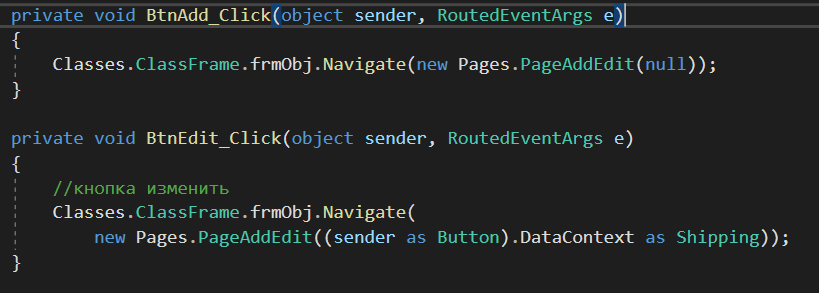 private void BtnAdd_Click(object sender, RoutedEventArgs e)
{
Classes.ClassFrame.frmObj.Navigate(new Pages.PageAddEdit(null));
}
private void BtnEdit_Click(object sender, RoutedEventArgs e)
{
//кнопка изменить
Classes.ClassFrame.frmObj.Navigate(
new Pages.PageAddEdit((sender as Button).DataContext as Shipping));
}